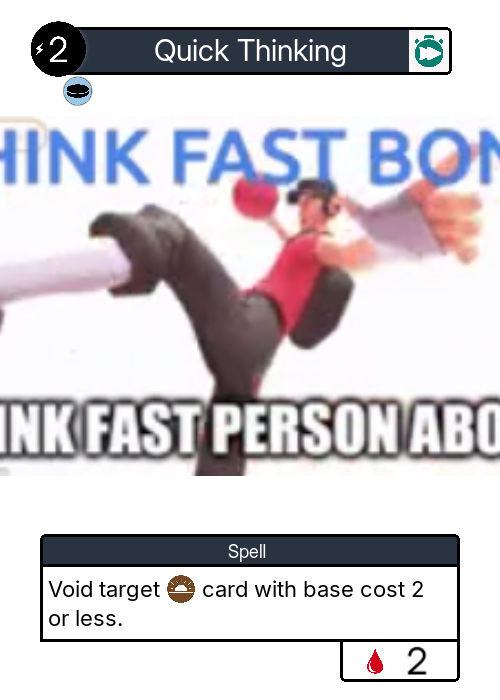 2
Quick Thinking
HINK FAST BON
INK FAST PERSON ABO
Spell
Void target card with base cost 2
or less.
2